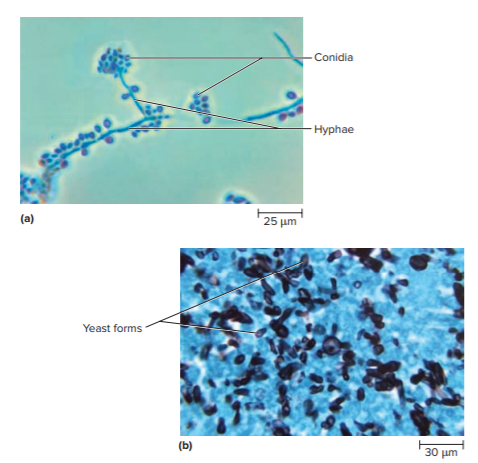 Conidia
Hyphae
(a)
25 µm
Yeast forms
(b)
30 µm